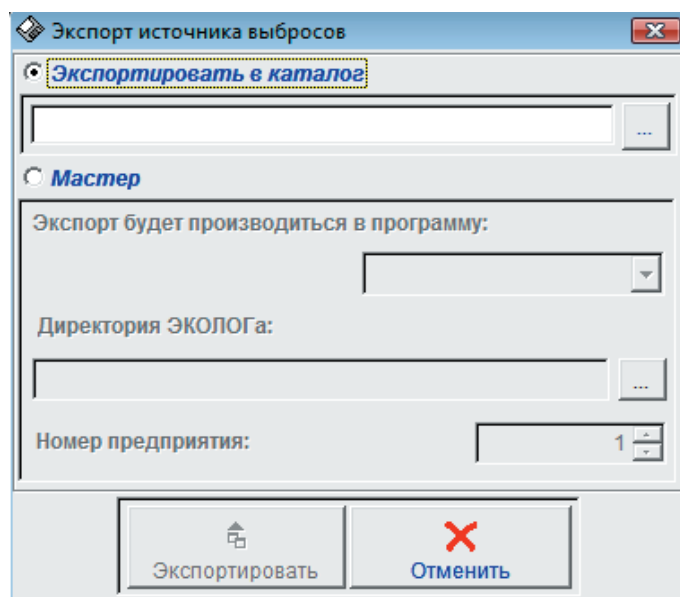 Экспорт источника выбросов
Экспортировать в каталог
...
Мастер
Экспорт будет производиться в программу:
Директория ЭКОЛОГа:
...
Номер предприятия:
1
Экспортировать
Отменить